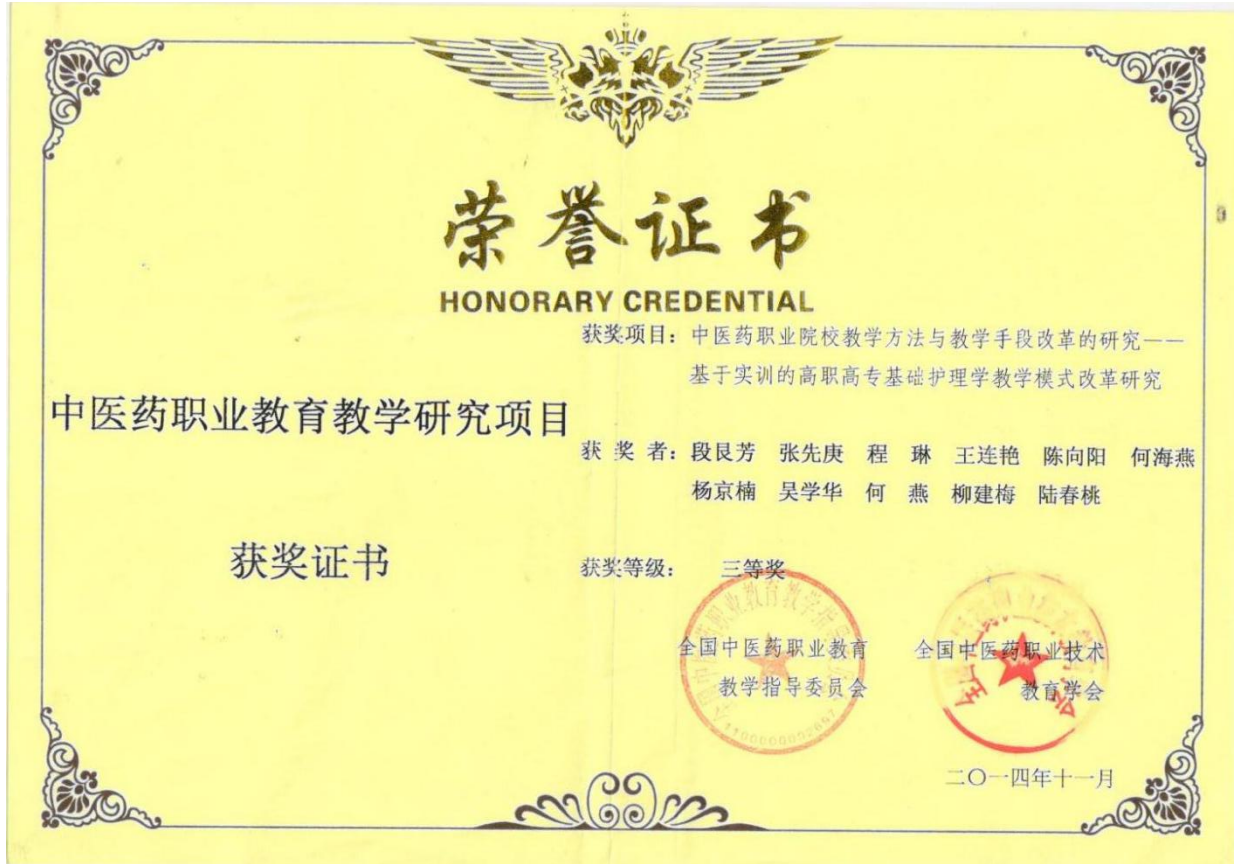 荣誉证书
HONORARY CREDENTIAL
中医药职业教育教学研究项目
获奖证书
获奖项目：中医药职业院校教学方法与教学手段改革的研究——
基于实训的高职高专基础护理学教学模式改革研究
获 奖 者：段艮芳 张先庚 程 琳 王连艳 陈向阳 何海燕
杨京楠 吴学华 何 燕 柳建梅 陆春桃
获奖等级： 三等奖
全国中医药职业教育
教学指导委员会
全国中医药职业技术
教育学会
二〇一四年十一月